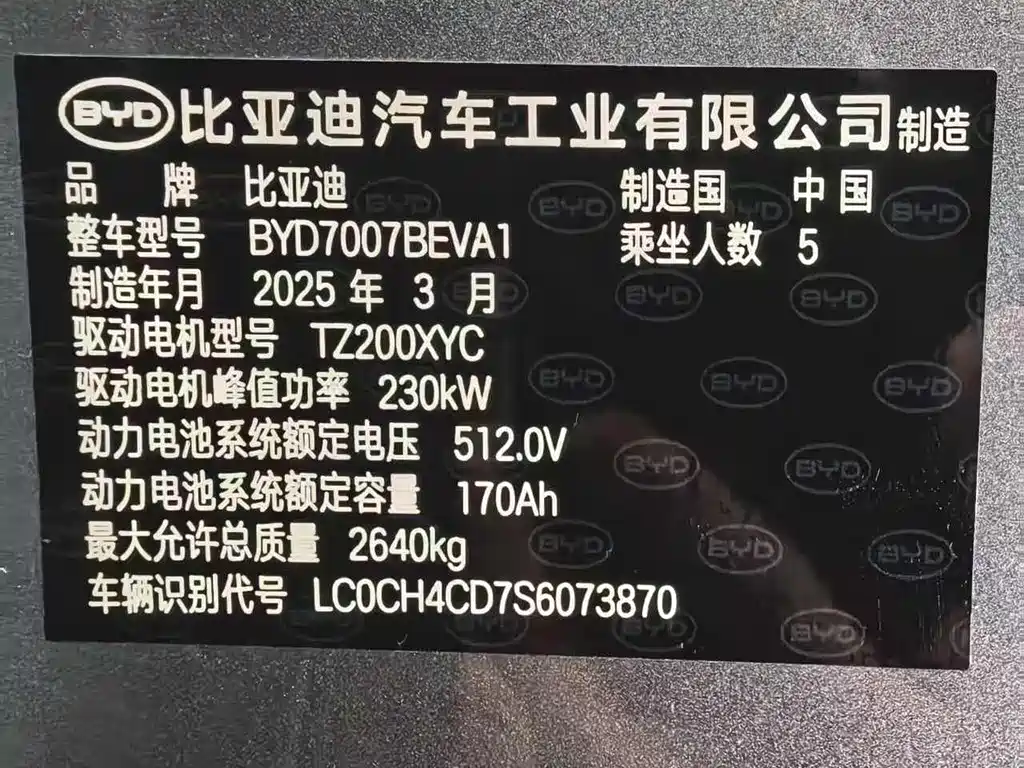 BYD 比亚迪汽车工业有限公司制造
品 牌 比亚迪 制造国 中国
整车型号 BYD7007BEVA1 乘坐人数 5
制造年月 2025 年 3 月
驱动电机型号 TZ200XYC
驱动电机峰值功率 230kW
动力电池系统额定电压 512.0V
动力电池系统额定容量 170Ah
最大允许总质量 2640kg
车辆识别代号 LC0CH4CD7S6073870